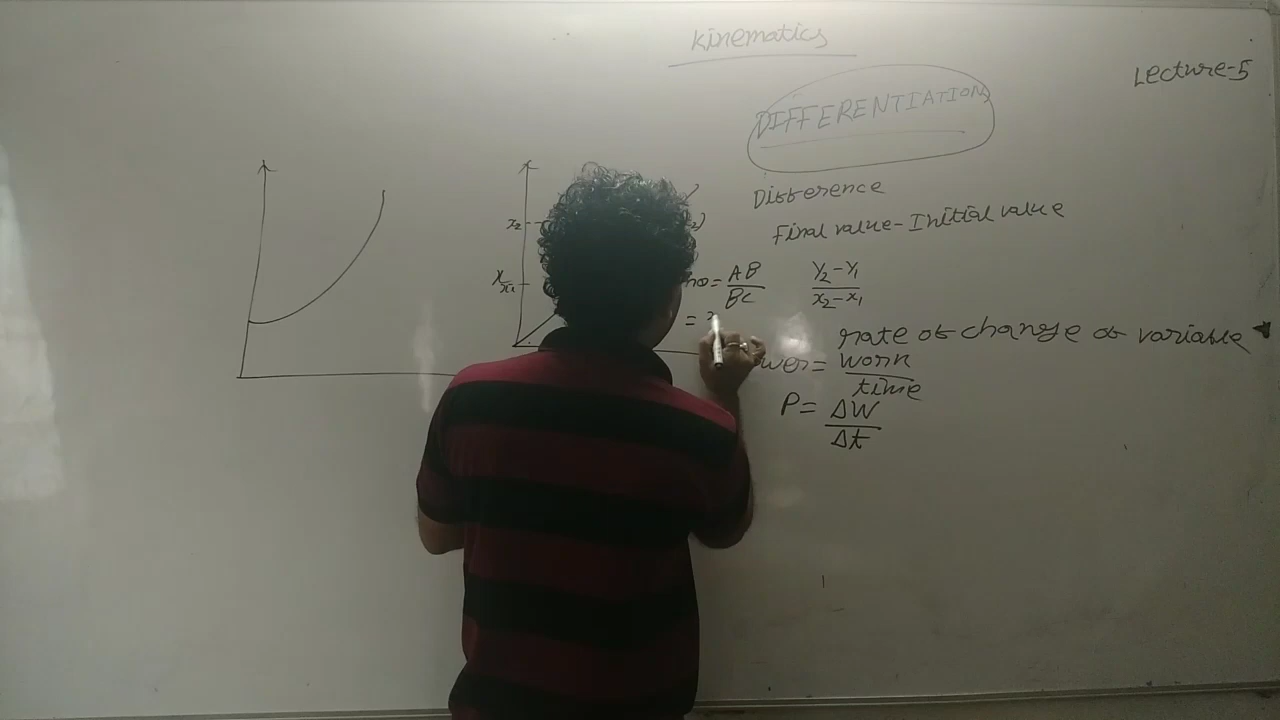 Kinematics
Lecture-5
DIFFERENTIATION
Difference
Final value - Initial value
x
x₂
x₁
= AB/BC
Y₂-Y₁/x₂-x₁
=
rate of change of variable
= work/time
P = ΔW/Δt